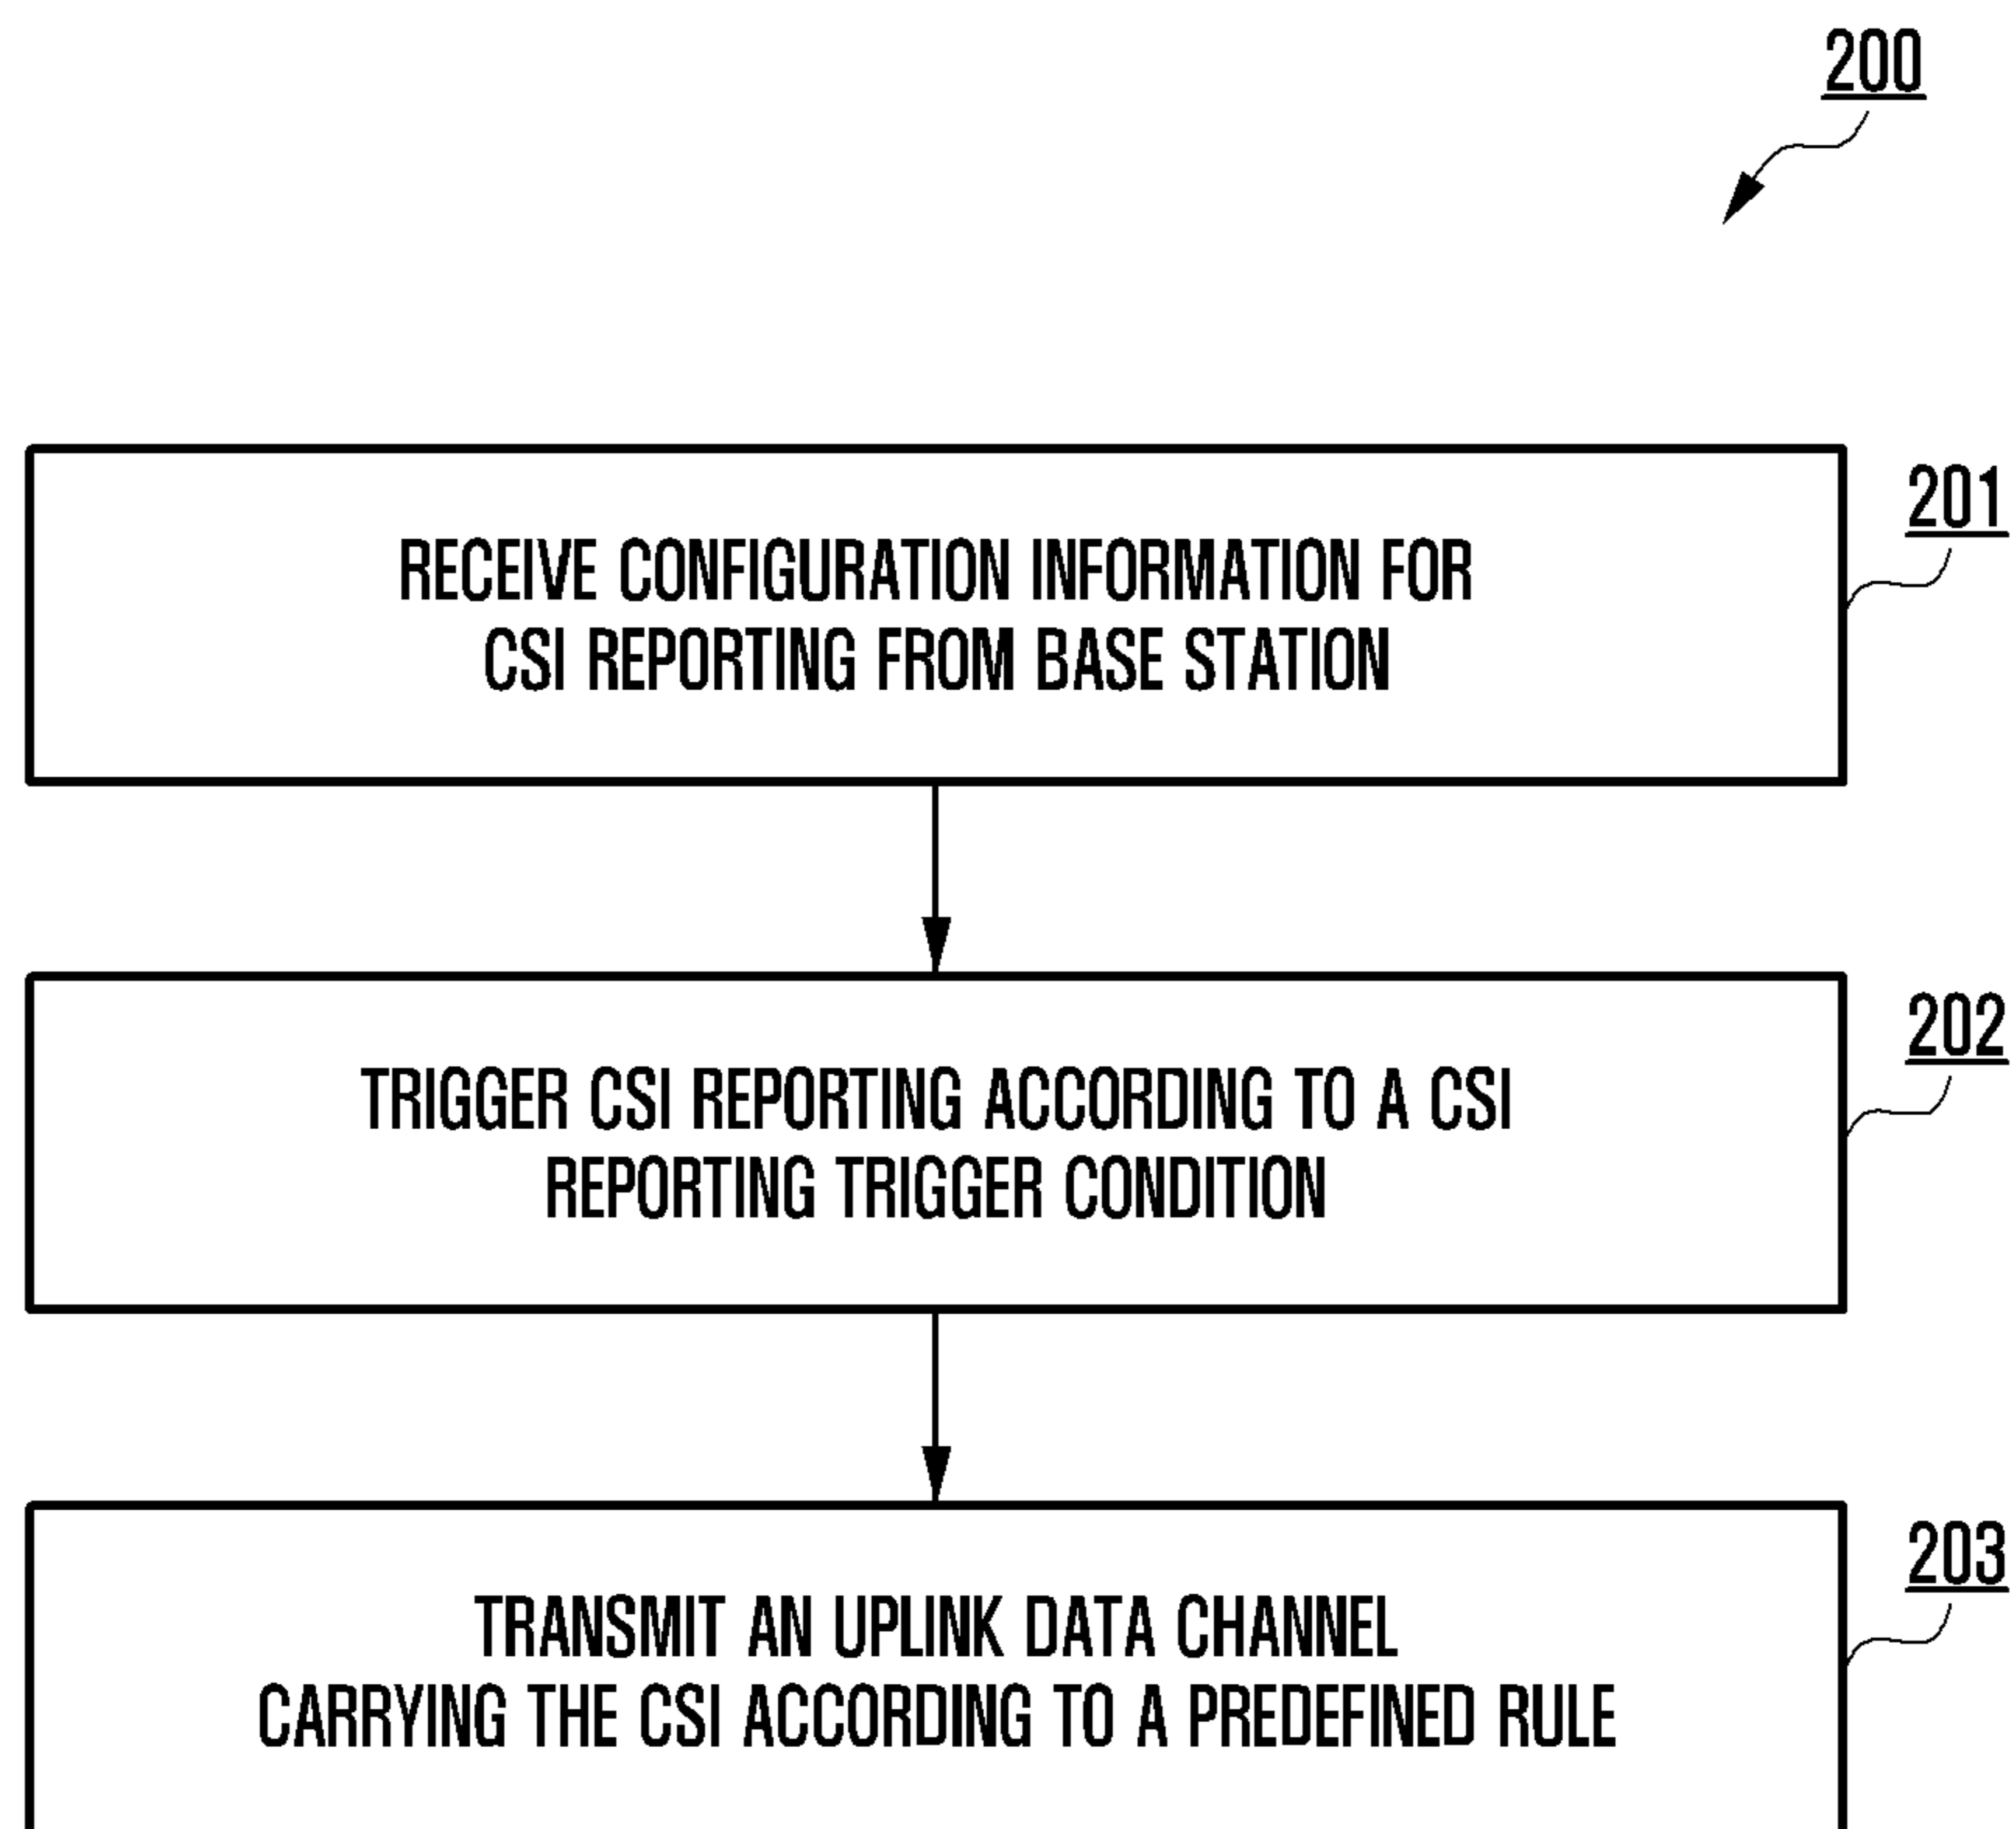 200
201
RECEIVE CONFIGURATION INFORMATION FOR
CSI REPORTING FROM BASE STATION
202
TRIGGER CSI REPORTING ACCORDING TO A CSI
REPORTING TRIGGER CONDITION
203
TRANSMIT AN UPLINK DATA CHANNEL
CARRYING THE CSI ACCORDING TO A PREDEFINED RULE